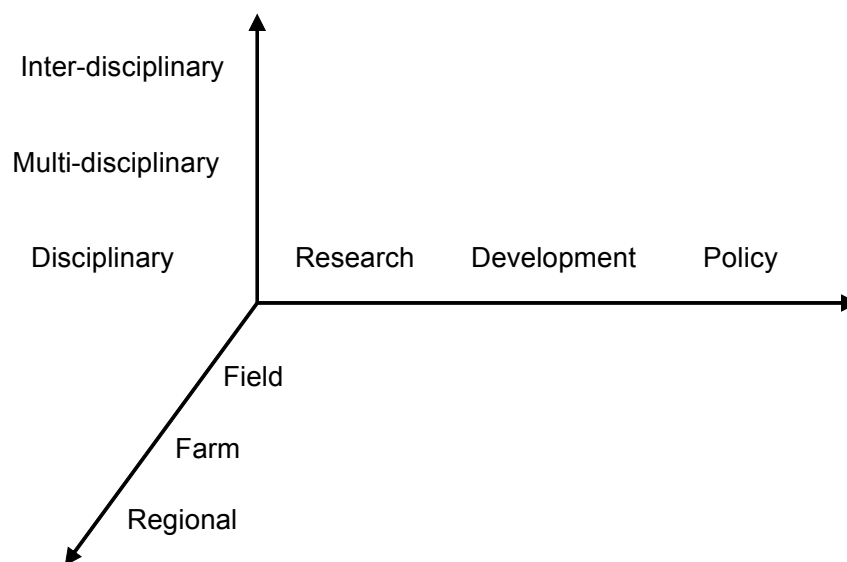 Inter-disciplinary
Multi-disciplinary
Disciplinary
Research
Development
Policy
Field
Farm
Regional